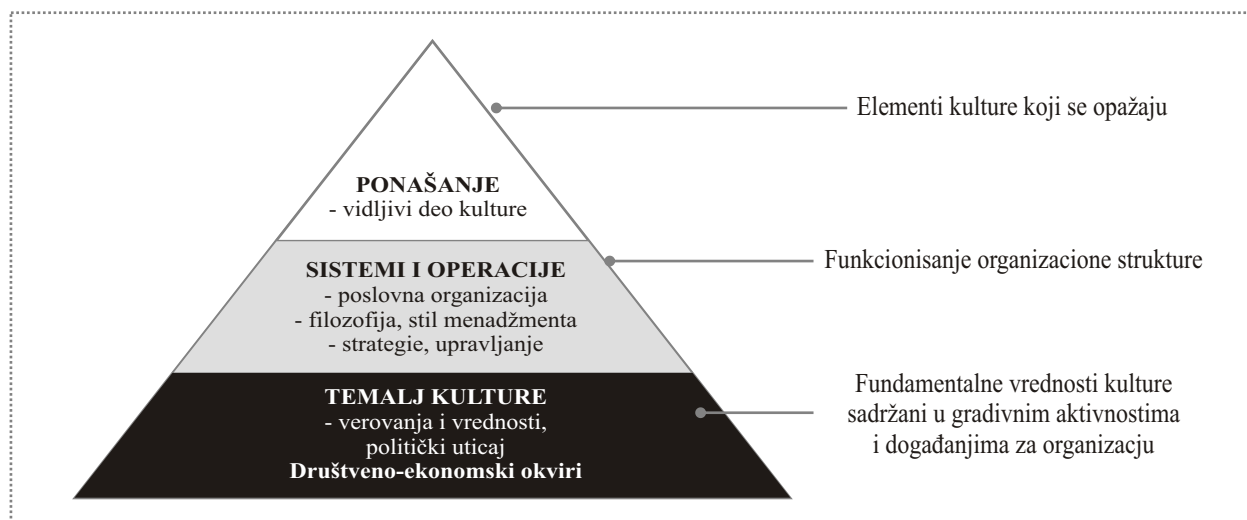 Elementi kulture koji se opažaju
PONAŠANJE
- vidljivi deo kulture
Funkcionisanje organizacione strukture
SISTEMI I OPERACIJE
- poslovna organizacija
- filozofija, stil menadžmenta
- strategie, upravljanje
Fundamentalne vrednosti kulture
sadržani u gradivnim aktivnostima
i događanjima za organizacju
TEMALJ KULTURE
- verovanja i vrednosti,
politički uticaj
Društveno-ekonomski okviri